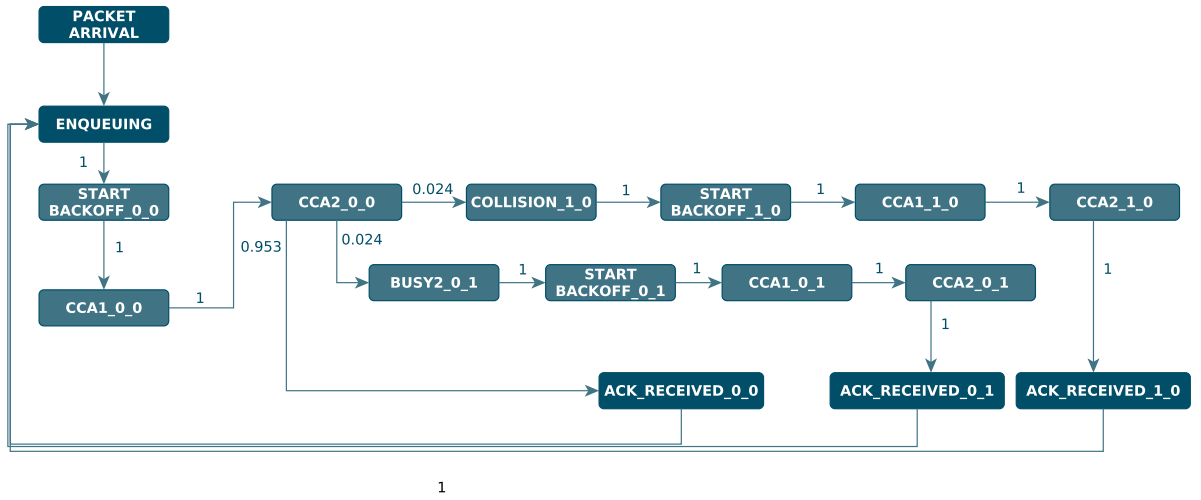 PACKET
ARRIVAL
ENQUEUING
1
START
BACKOFF_0_0
1
CCA1_0_0
1
CCA2_0_0
0.024
COLLISION_1_0
1
START
BACKOFF_1_0
1
CCA1_1_0
1
CCA2_1_0
0.953
0.024
BUSY2_0_1
1
START
BACKOFF_0_1
1
CCA1_0_1
1
CCA2_0_1
1
1
ACK_RECEIVED_0_0
ACK_RECEIVED_0_1
ACK_RECEIVED_1_0
1